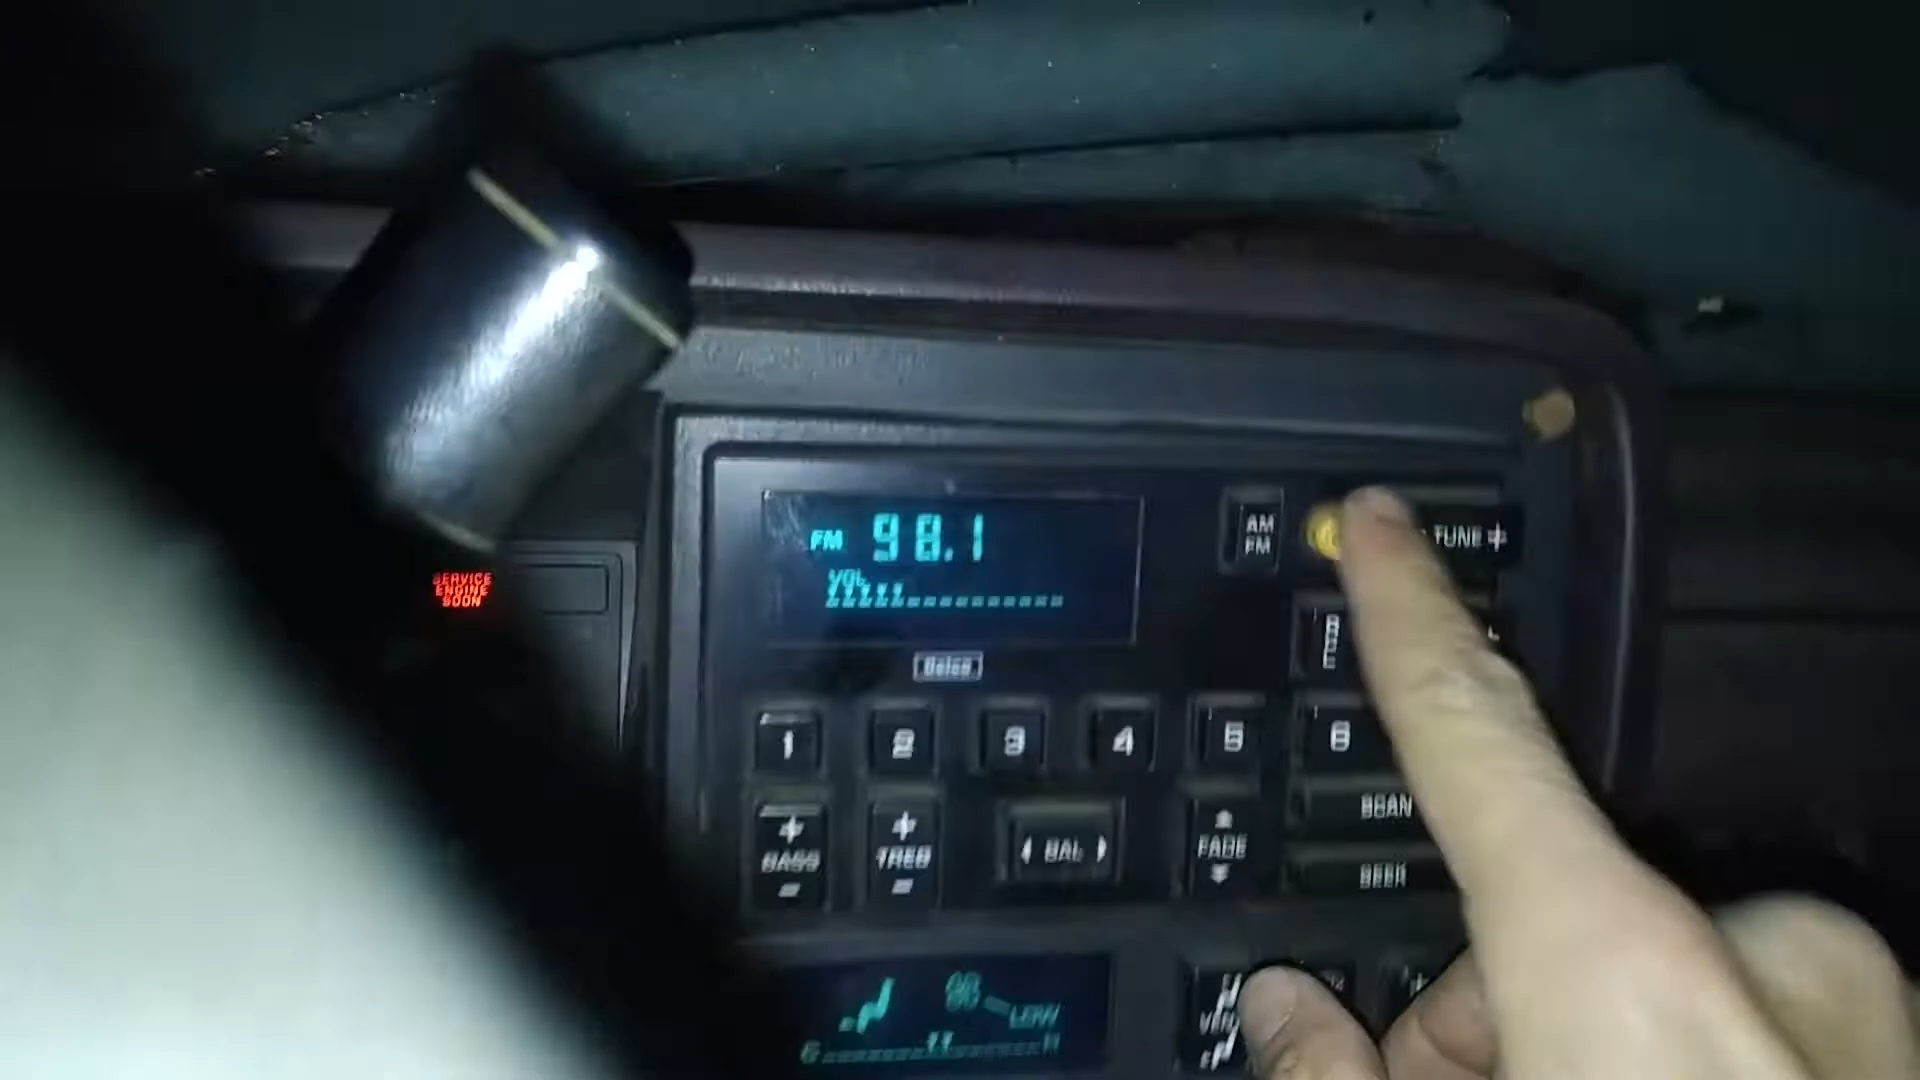 FM 98.1
VOL
AM
FM
TUNE +
SERVICE
ENGINE
SOON
Delco
1 2 3 4 5 6
+
BASS
-
+
TREB
-
BAL
FADE
SCAN
SEEK
LOW
C H